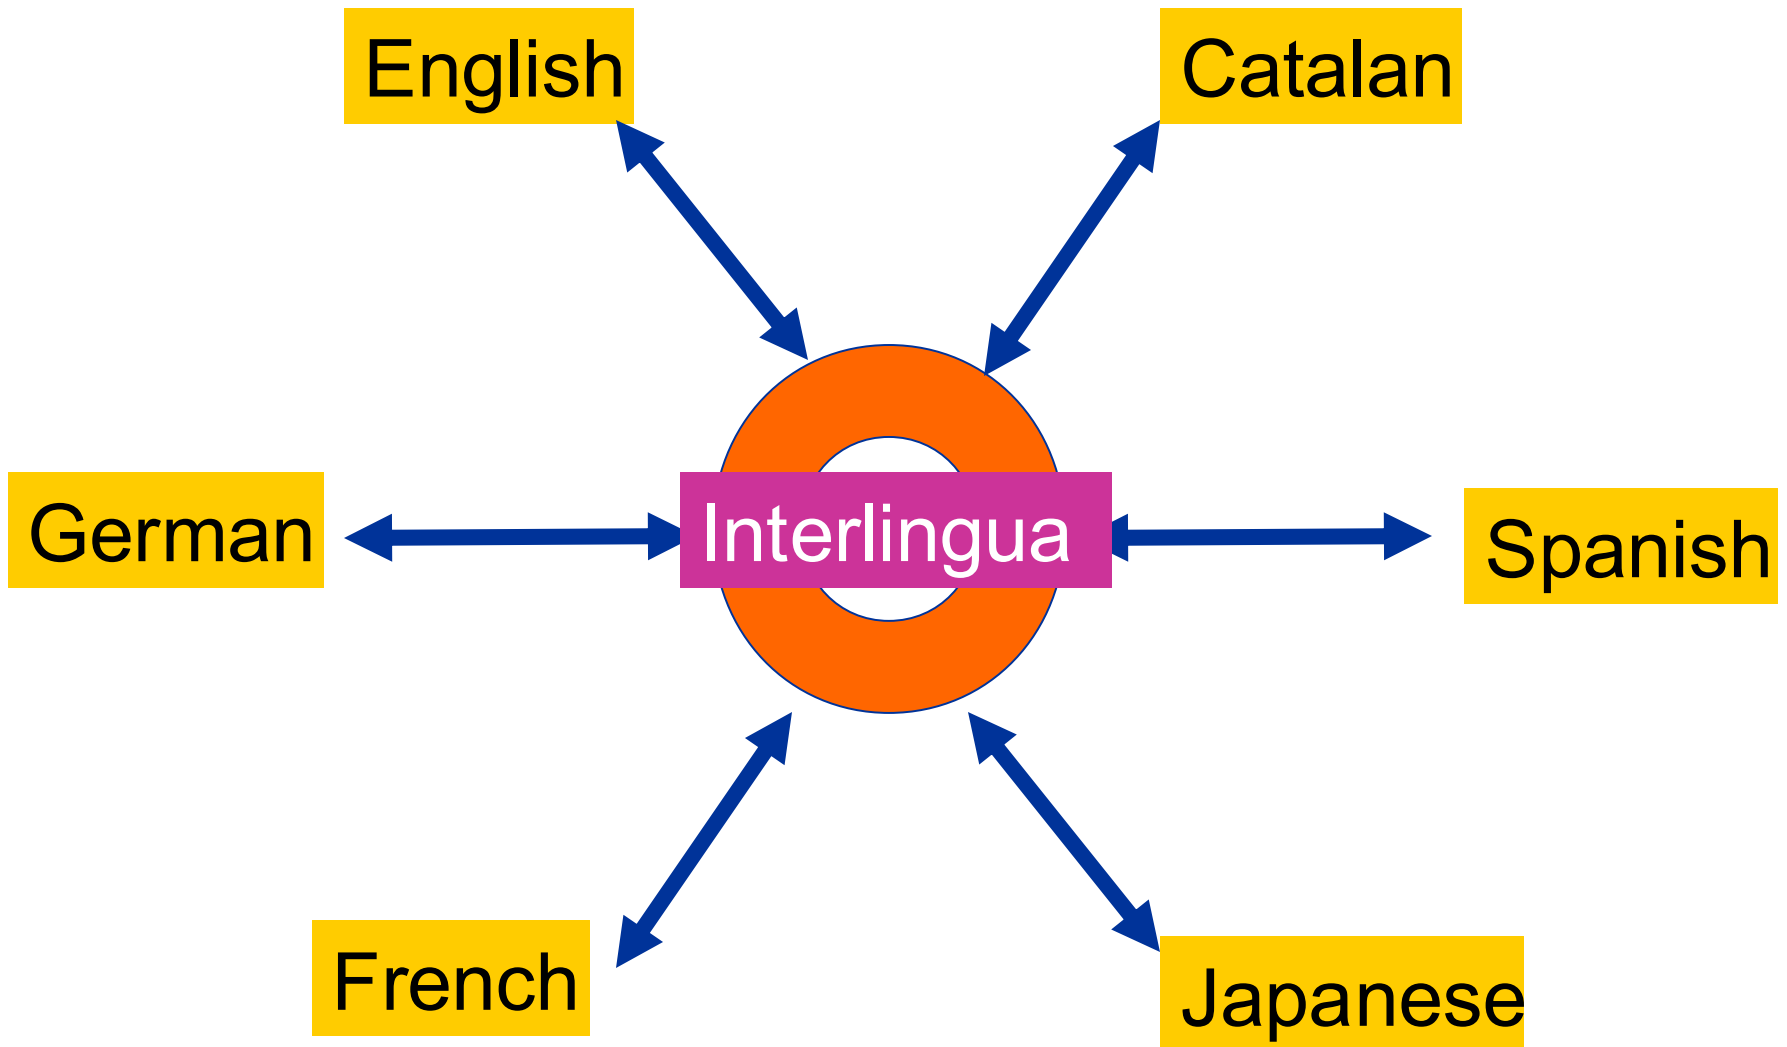 English
Catalan
German
Interlingua
Spanish
French
Japanese